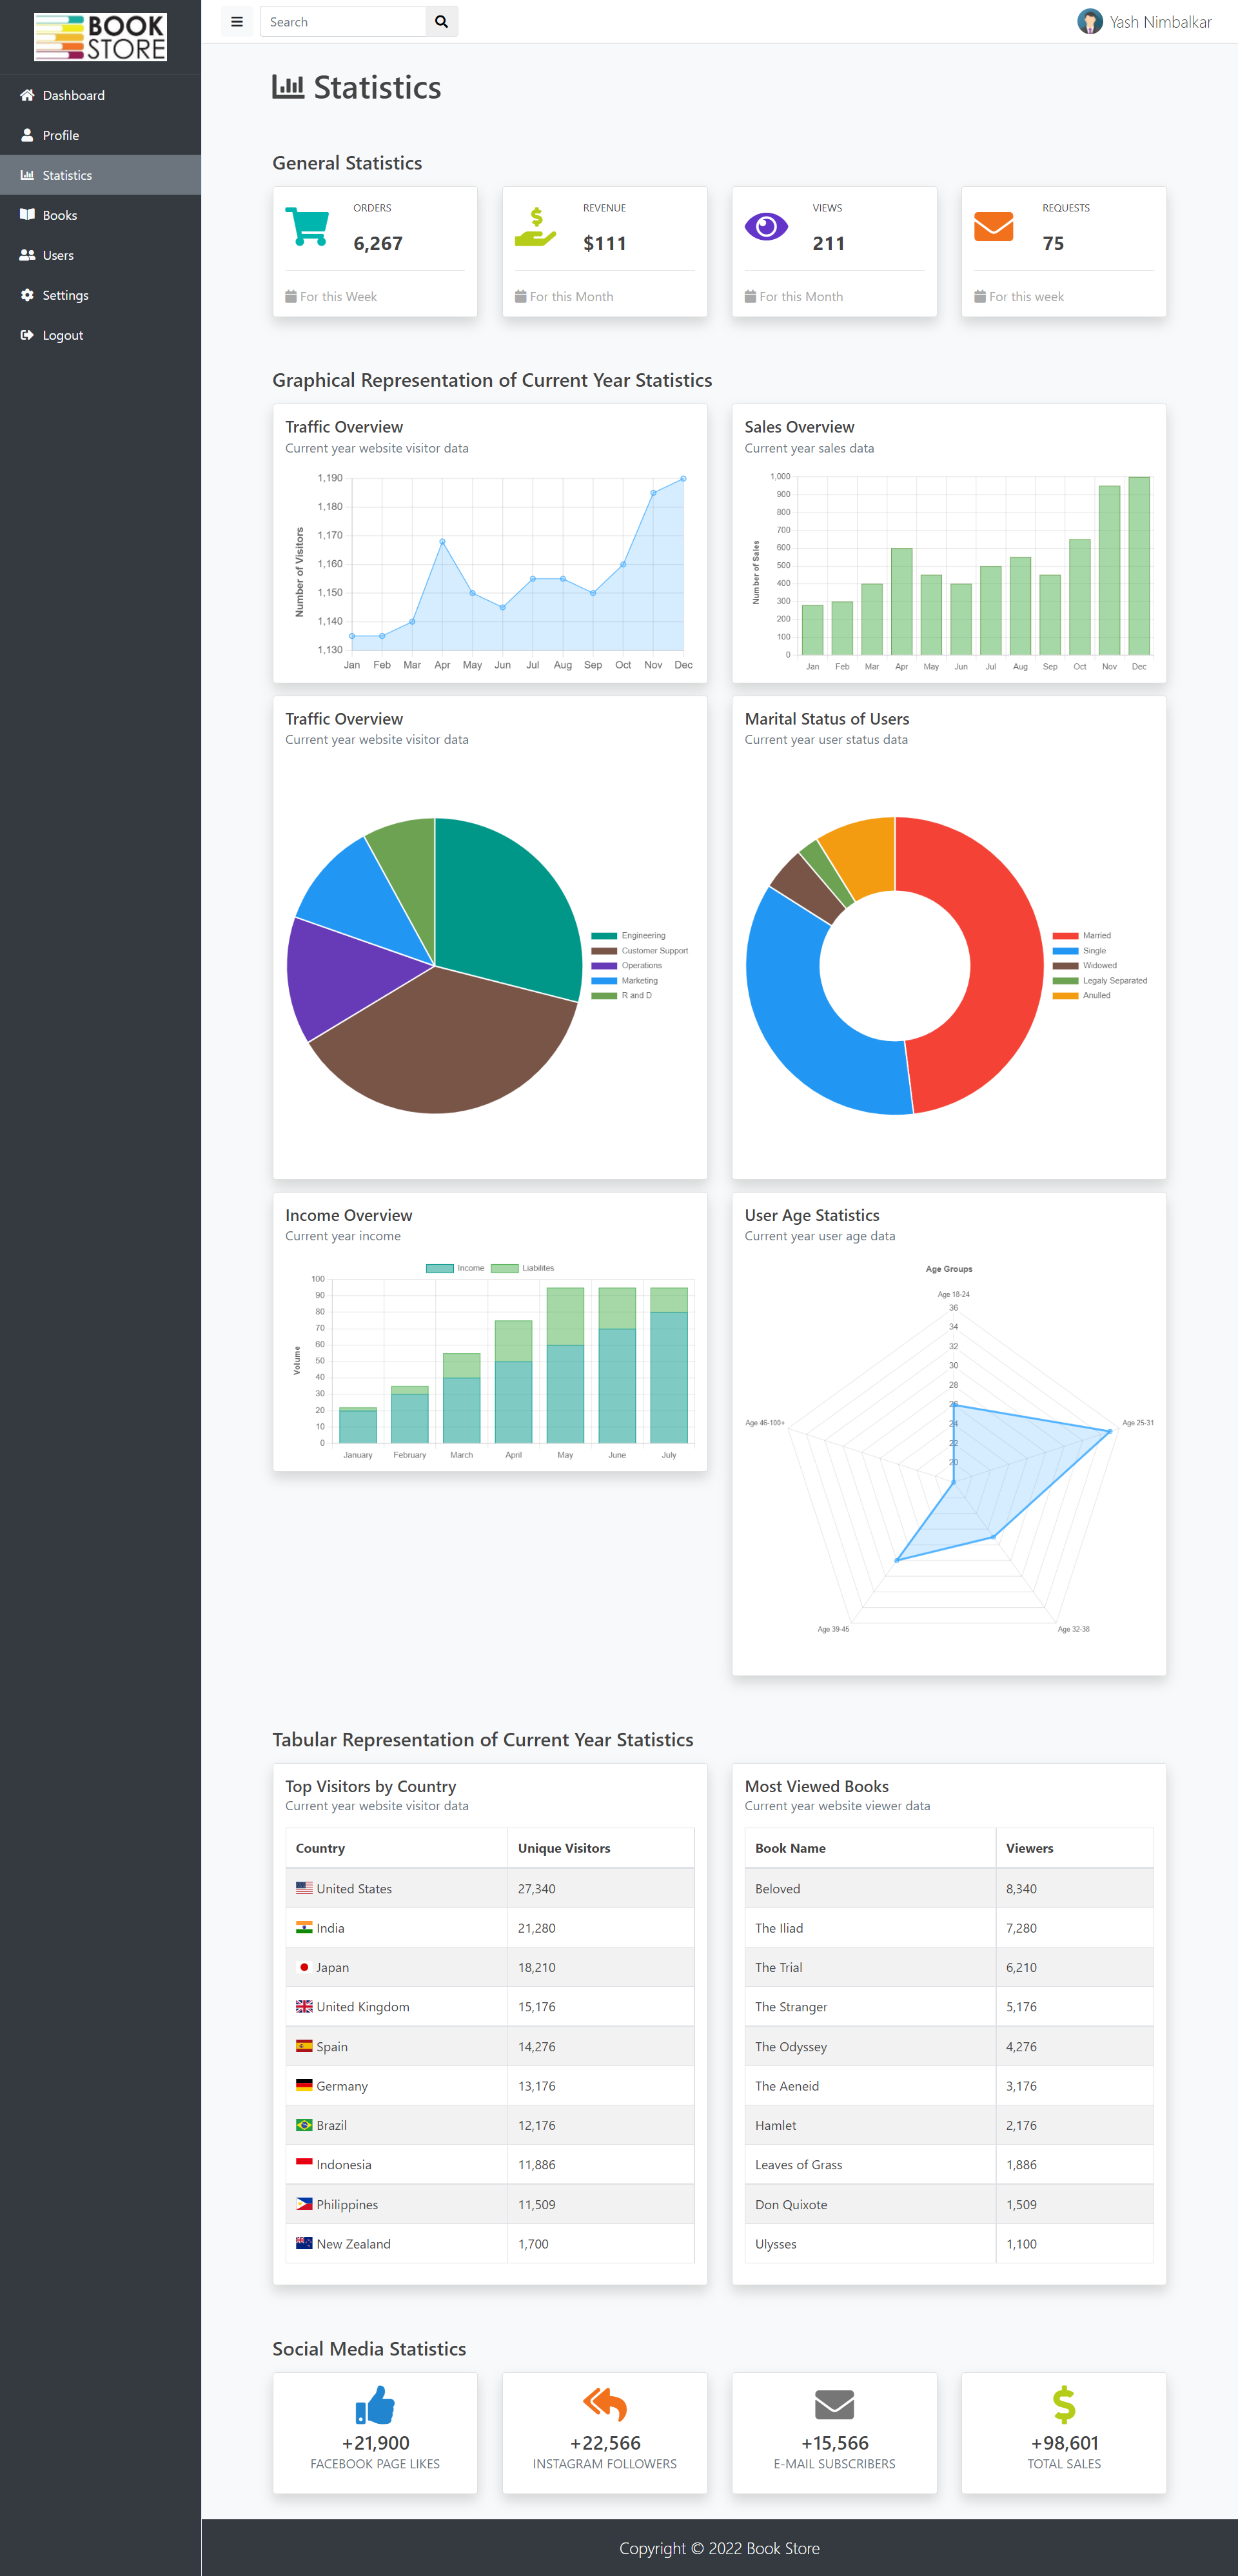 BOOK
STORE
Search
Yash Nimbalkar
Dashboard
Profile
Statistics
Books
Users
Settings
Logout
Statistics
General Statistics
ORDERS
6,267
For this Week
REVENUE
$111
For this Month
VIEWS
211
For this Month
REQUESTS
75
For this week
Graphical Representation of Current Year Statistics
Traffic Overview
Current year website visitor data
Number of Visitors
1,190
1,180
1,170
1,160
1,150
1,140
1,130
Jan Feb Mar Apr May Jun Jul Aug Sep Oct Nov Dec
Sales Overview
Current year sales data
Number of Sales
1,000
900
800
700
600
500
400
300
200
100
0
Jan Feb Mar Apr May Jun Jul Aug Sep Oct Nov Dec
Traffic Overview
Current year website visitor data
Engineering
Customer Support
Operations
Marketing
R and D
Marital Status of Users
Current year user status data
Married
Single
Widowed
Legaly Separated
Anulled
Income Overview
Current year income
Income Liabilites
Volume
100
90
80
70
60
50
40
30
20
10
0
January February March April May June July
User Age Statistics
Current year user age data
Age Groups
Age 18-24
36
34
32
30
28
26
24
22
20
Age 46-100+
Age 25-31
Age 39-45
Age 32-38
Tabular Representation of Current Year Statistics
Top Visitors by Country
Current year website visitor data
Country Unique Visitors
United States 27,340
India 21,280
Japan 18,210
United Kingdom 15,176
Spain 14,276
Germany 13,176
Brazil 12,176
Indonesia 11,886
Philippines 11,509
New Zealand 1,700
Most Viewed Books
Current year website viewer data
Book Name Viewers
Beloved 8,340
The Iliad 7,280
The Trial 6,210
The Stranger 5,176
The Odyssey 4,276
The Aeneid 3,176
Hamlet 2,176
Leaves of Grass 1,886
Don Quixote 1,509
Ulysses 1,100
Social Media Statistics
+21,900
FACEBOOK PAGE LIKES
+22,566
INSTAGRAM FOLLOWERS
+15,566
E-MAIL SUBSCRIBERS
+98,601
TOTAL SALES
Copyright © 2022 Book Store